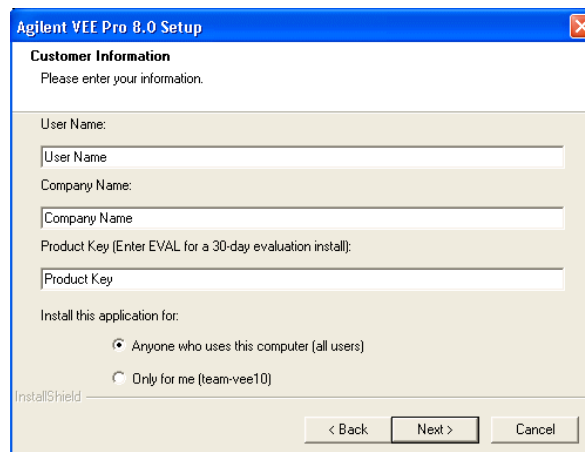 Agilent VEE Pro 8.0 Setup
Customer Information
Please enter your information.
User Name:
User Name
Company Name:
Company Name
Product Key (Enter EVAL for a 30-day evaluation install):
Product Key
Install this application for:
Anyone who uses this computer (all users)
Only for me (team-vee10)
InstallShield
< Back Next > Cancel